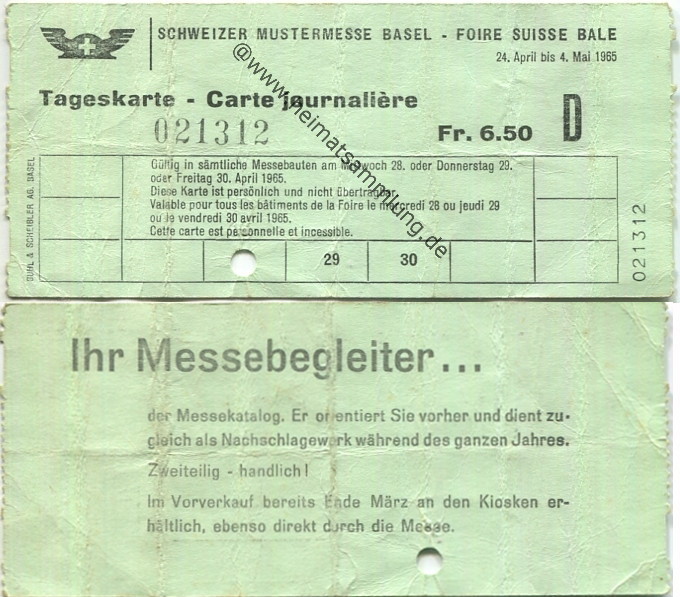 SCHWEIZER MUSTERMESSE BASEL - FOIRE SUISSE BALE
24. April bis 4. Mai 1965
Tageskarte - Carte journalière
021312
Fr. 6.50 D
Gültig in sämtliche Messebauten am Mittwoch 28. oder Donnerstag 29.
oder Freitag 30. April 1965.
Diese Karte ist persönlich und nicht übertragbar.
Valable pour tous les bâtiments de la Foire le mercredi 28 ou jeudi 29
ou le vendredi 30 avril 1965.
Cette carte est personnelle et incessible.
29 30
SUHL & SCHEIBLER AG. BASEL
021312
@www.heimatsammlung.de
Ihr Messebegleiter...
der Messekatalog. Er orientiert Sie vorher und dient zu-
gleich als Nachschlagewerk während des ganzen Jahres.
Zweiteilig - handlich!
Im Vorverkauf bereits Ende März an den Kiosken er-
hältlich, ebenso direkt durch die Messe.